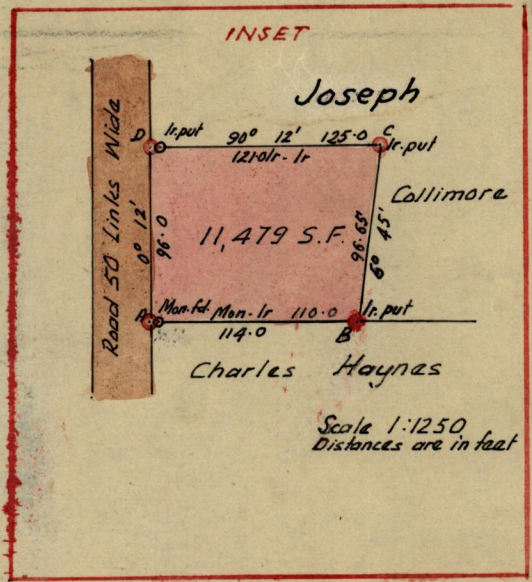 INSET
Joseph
D Ir. put 90° 12' 125·0 C
121·0 Ir - Ir Ir. put
Collimore
Road 50 Links Wide
0° 12'
96·0
11,479 S.F.
96·65'
6° 45'
A Mon. fd. Mon - Ir 110·0 Ir. put
114·0 B
Charles Haynes
Scale 1:1250
Distances are in feet